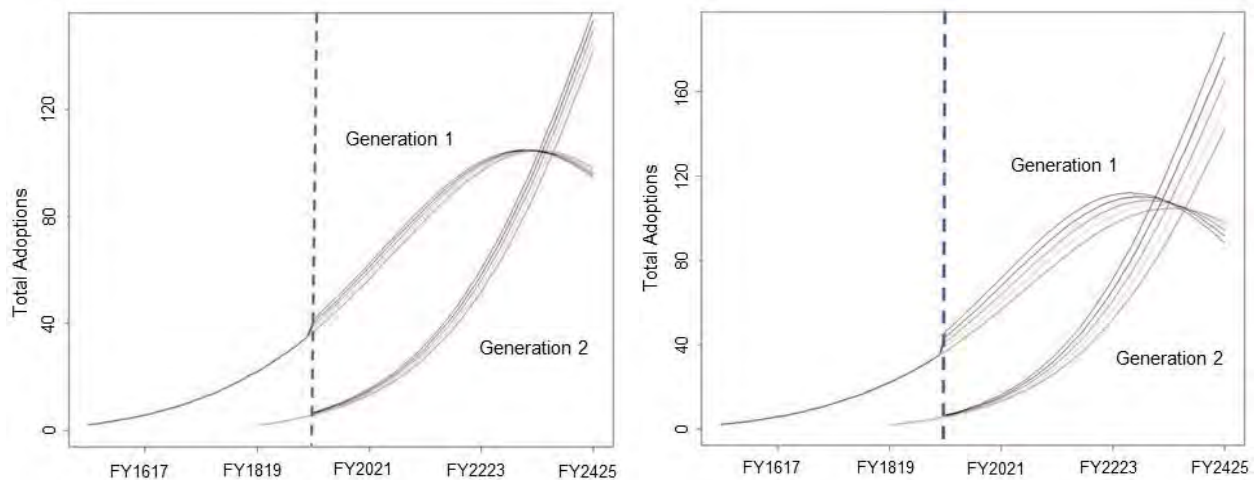 Total Adoptions
120
80
40
0
Generation 1
Generation 2
FY1617
FY1819
FY2021
FY2223
FY2425
Total Adoptions
160
120
80
40
0
Generation 1
Generation 2
FY1617
FY1819
FY2021
FY2223
FY2425